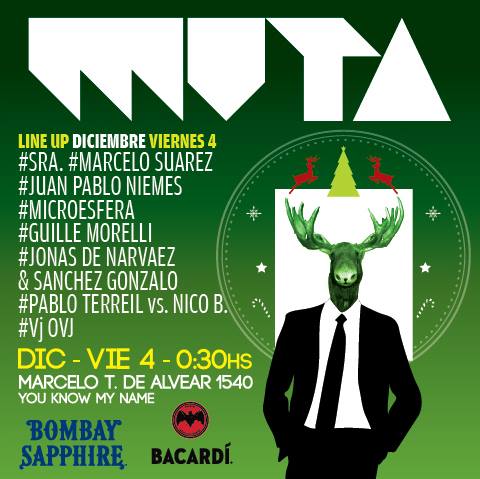 MUTA
LINE UP DICIEMBRE VIERNES 4
#SRA. #MARCELO SUAREZ
#JUAN PABLO NIEMES
#MICROESFERA
#GUILLE MORELLI
#JONAS DE NARVAEZ
& SANCHEZ GONZALO
#PABLO TERREIL vs. NICO B.
#Vj OVJ
DIC - VIE 4 - 0:30HS
MARCELO T. DE ALVEAR 1540
YOU KNOW MY NAME
BOMBAY
SAPPHIRE.
BACARDÍ.